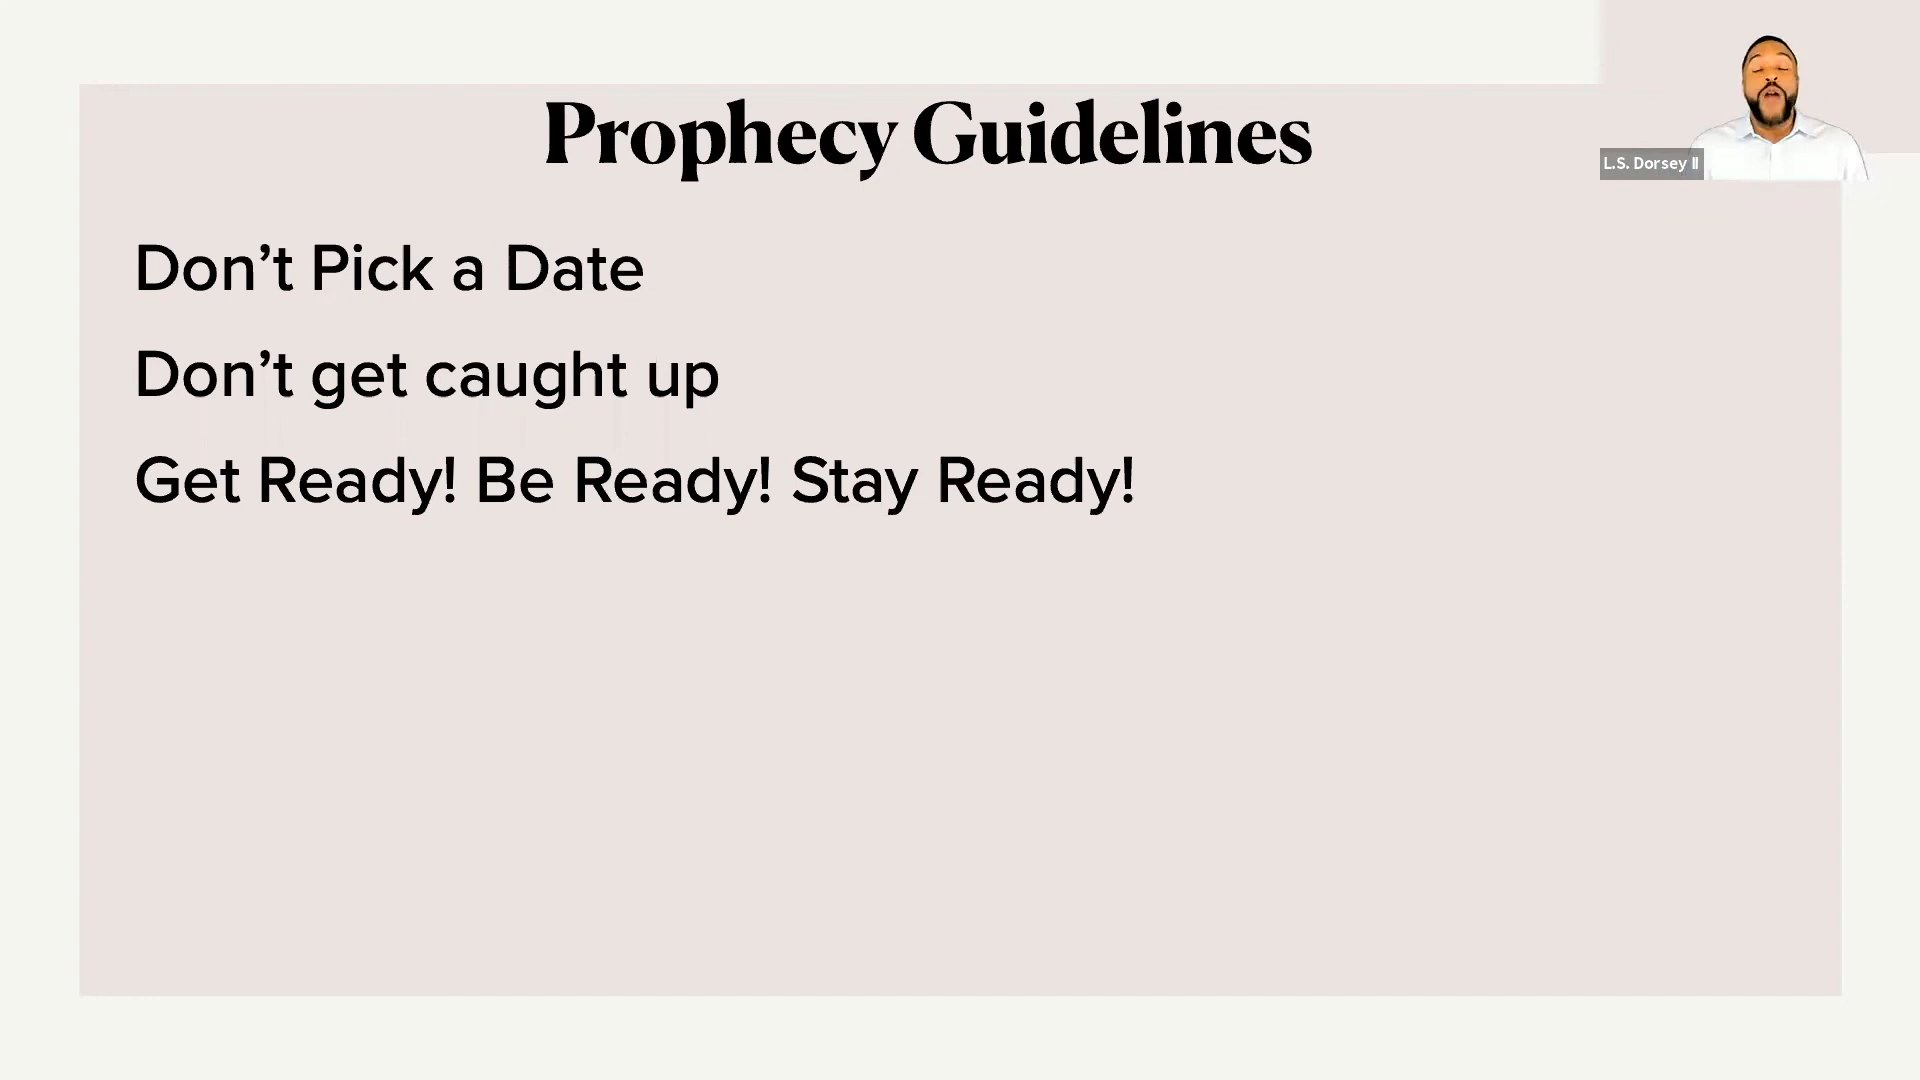 Prophecy Guidelines
L.S. Dorsey II
Don’t Pick a Date
Don’t get caught up
Get Ready! Be Ready! Stay Ready!